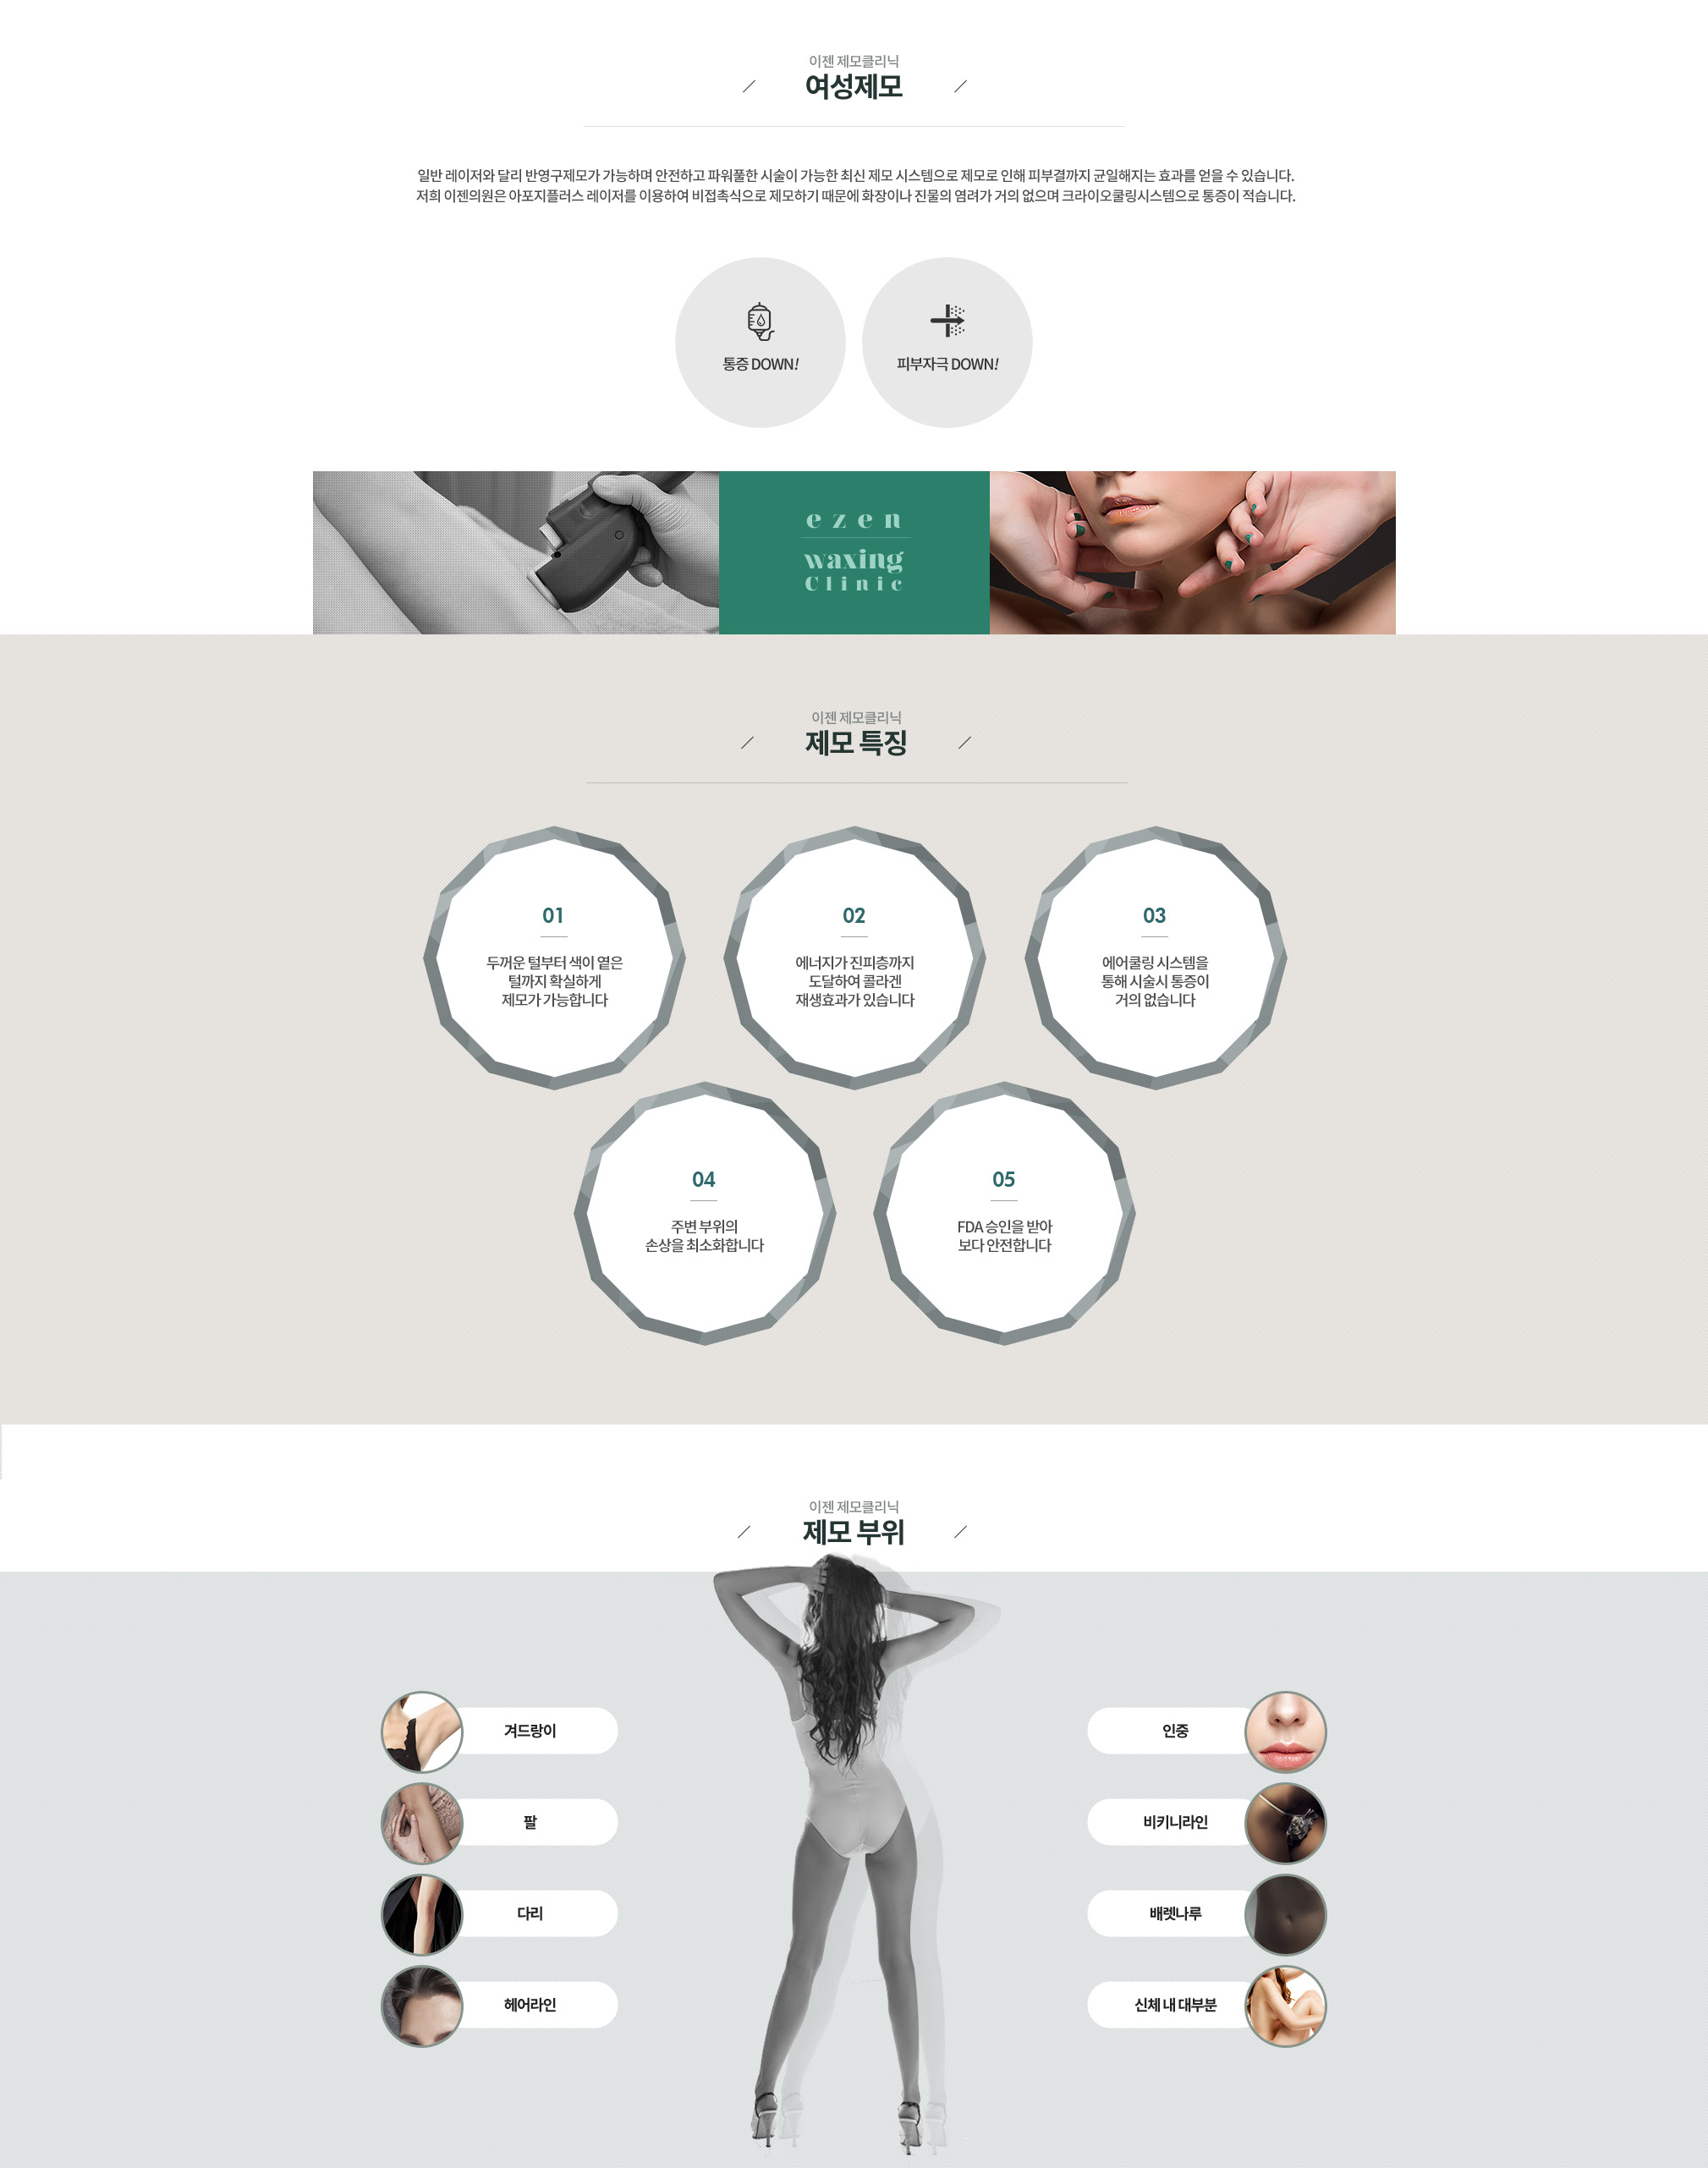 이젠 제모클리닉
여성제모
일반 레이저와 달리 반영구제모가 가능하며 안전하고 파워풀한 시술이 가능한 최신 제모 시스템으로 제모로 인해 피부결까지 균일해지는 효과를 얻을 수 있습니다.
저희 이젠의원은 아포지플러스 레이저를 이용하여 비접촉식으로 제모하기 때문에 화장이나 진물의 염려가 거의 없으며 크라이오쿨링시스템으로 통증이 적습니다.
통증 DOWN!
피부자극 DOWN!
ezen
waxing
Clinic
이젠 제모클리닉
제모 특징
01
두꺼운 털부터 색이 옅은
털까지 확실하게
제모가 가능합니다
02
에너지가 진피층까지
도달하여 콜라겐
재생효과가 있습니다
03
에어쿨링 시스템을
통해 시술시 통증이
거의 없습니다
04
주변 부위의
손상을 최소화합니다
05
FDA 승인을 받아
보다 안전합니다
이젠 제모클리닉
제모 부위
겨드랑이
팔
다리
헤어라인
인중
비키니라인
배렛나루
신체 내 대부분